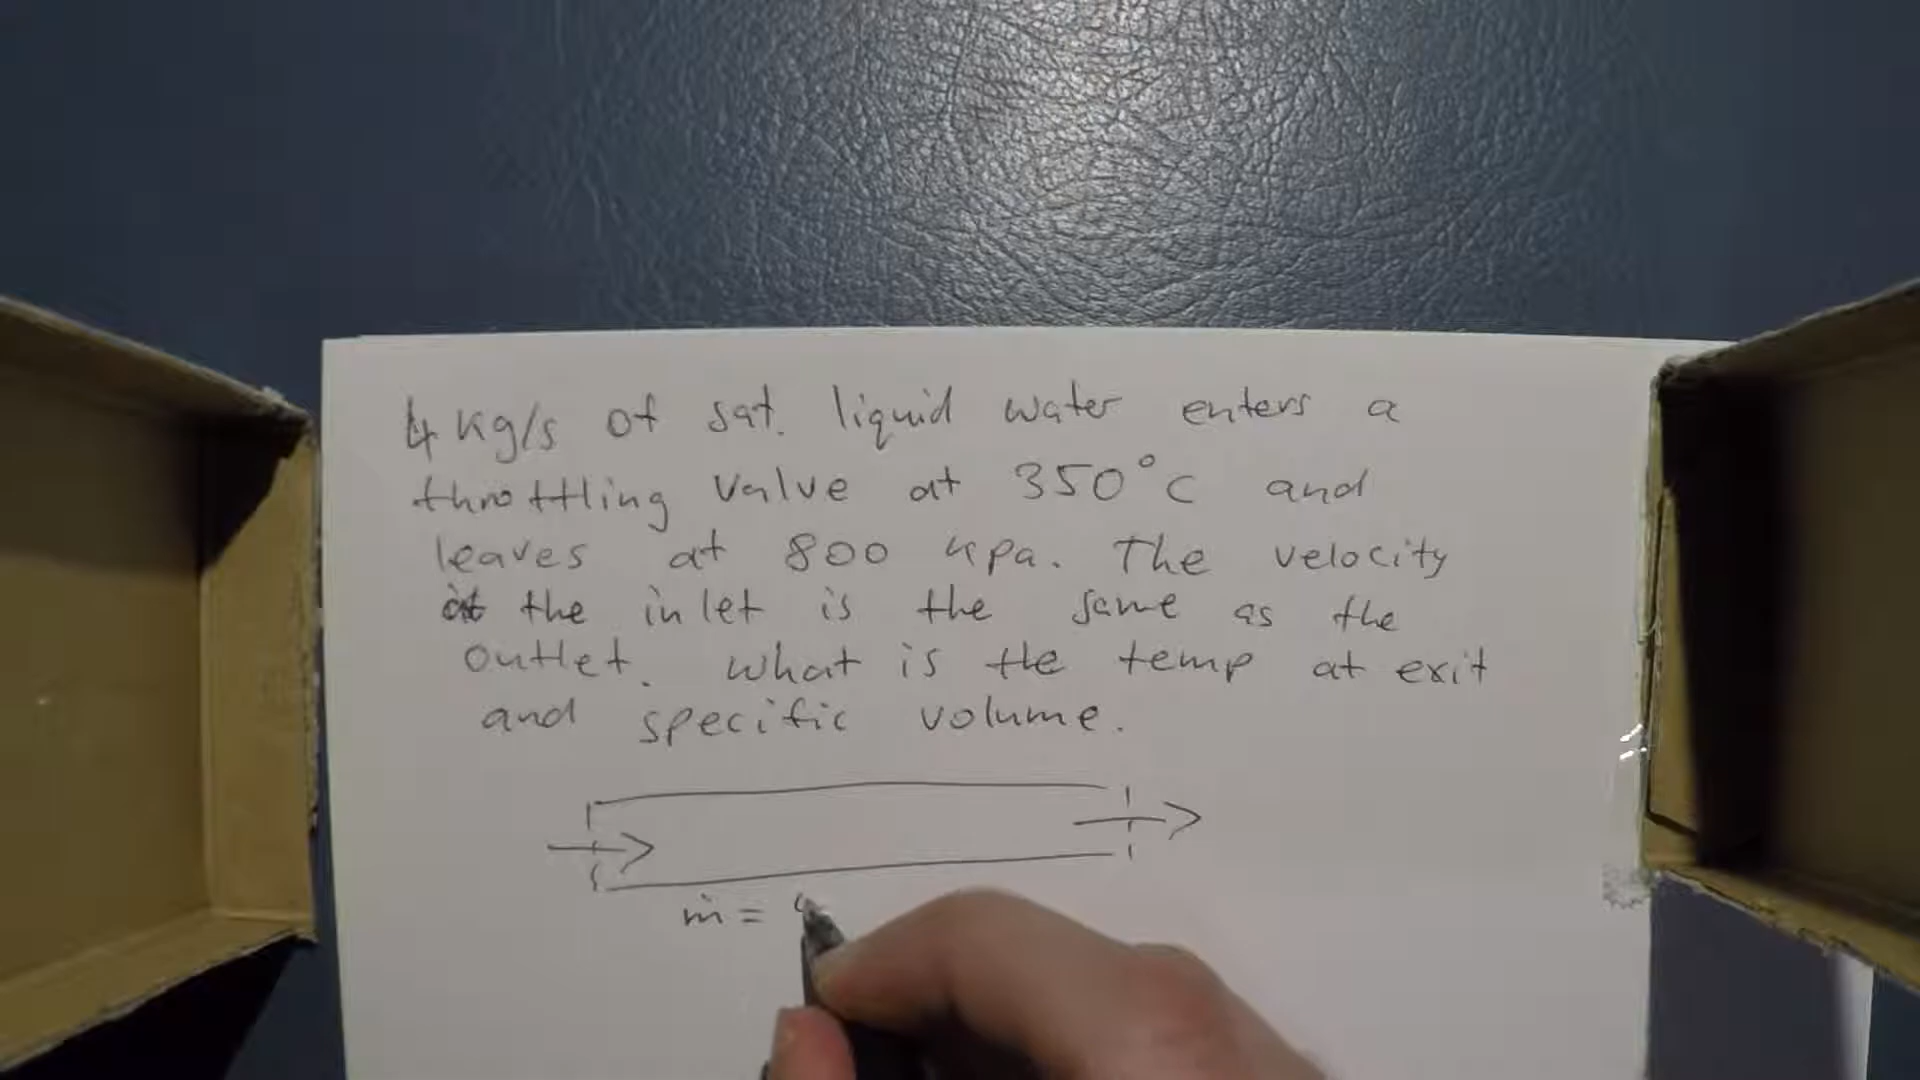 4 kg/s of sat. liquid water enters a
throttling valve at 350°C and
leaves at 800 kpa. The velocity
at the inlet is the same as the
outlet. What is the temp at exit
and specific volume.
ṁ =